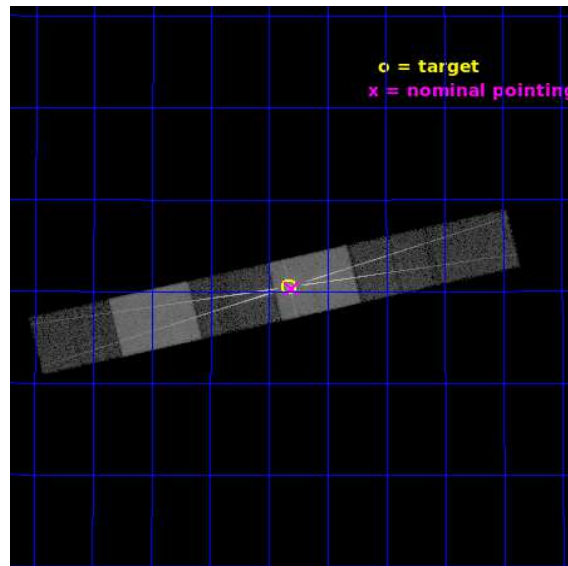 o = target
x = nominal pointing